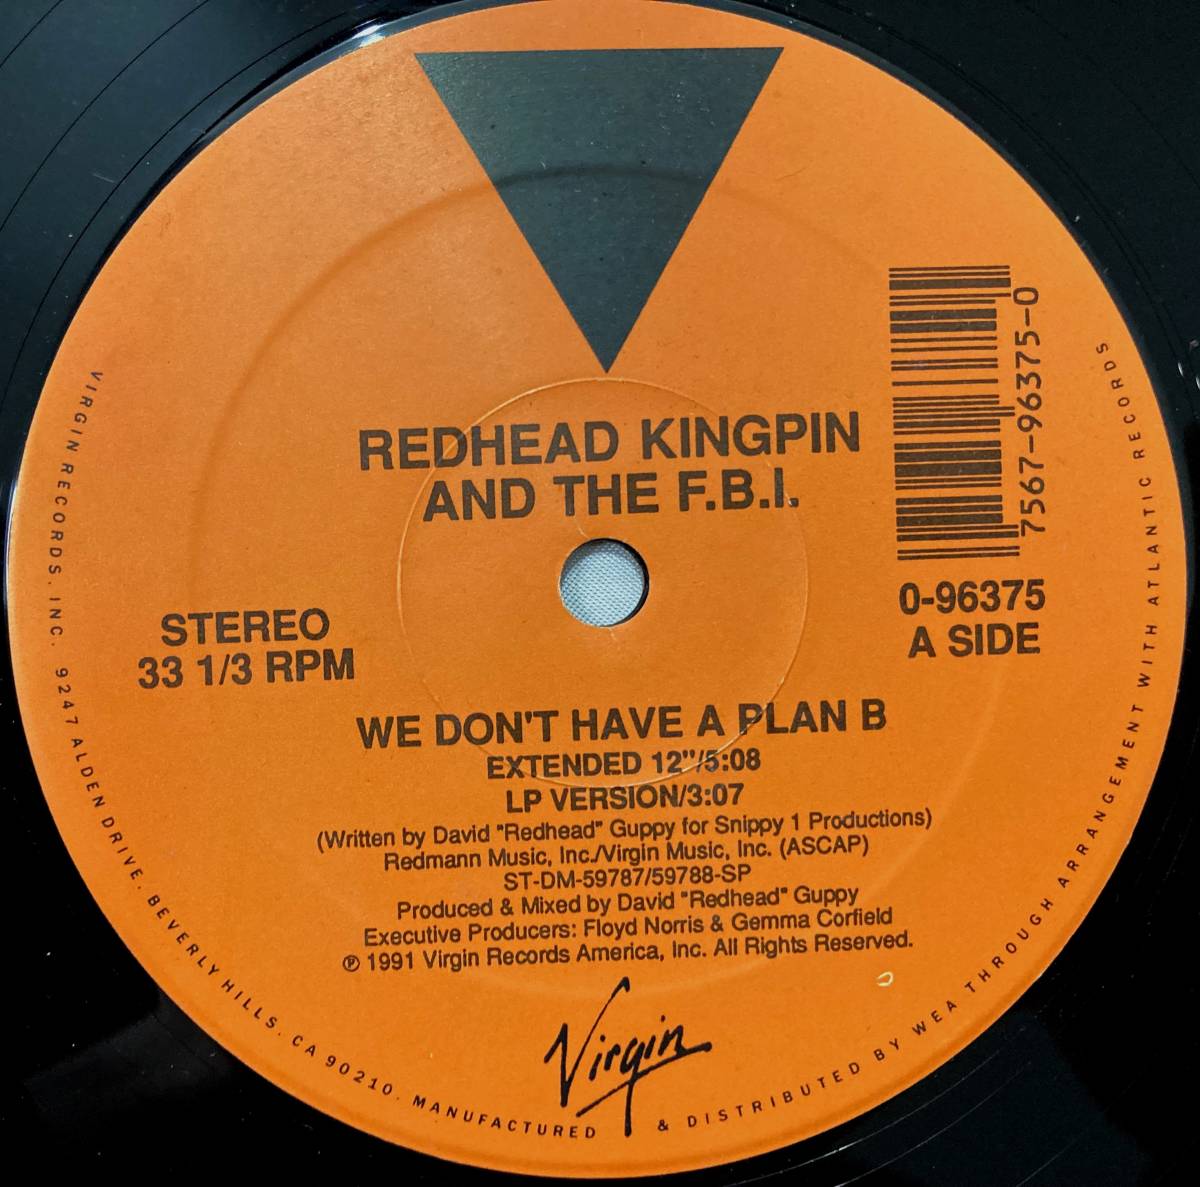 REDHEAD KINGPIN
AND THE F.B.I.
7567-96375-0
0-96375
A SIDE
STEREO
33 1/3 RPM
WE DON'T HAVE A PLAN B
EXTENDED 12"/5:08
LP VERSION/3:07
(Written by David "Redhead" Guppy for Snippy 1 Productions)
Redmann Music, Inc./Virgin Music, Inc. (ASCAP)
ST-DM-59787/59788-SP
Produced & Mixed by David "Redhead" Guppy
Executive Producers: Floyd Norris & Gemma Corfield
℗ 1991 Virgin Records America, Inc. All Rights Reserved.
Virgin
VIRGIN RECORDS. INC. 9247 ALDEN DRIVE. BEVERLY HILLS. CA 90210. MANUFACTURED & DISTRIBUTED BY WEA THROUGH ARRANGEMENT WITH ATLANTIC RECORDS